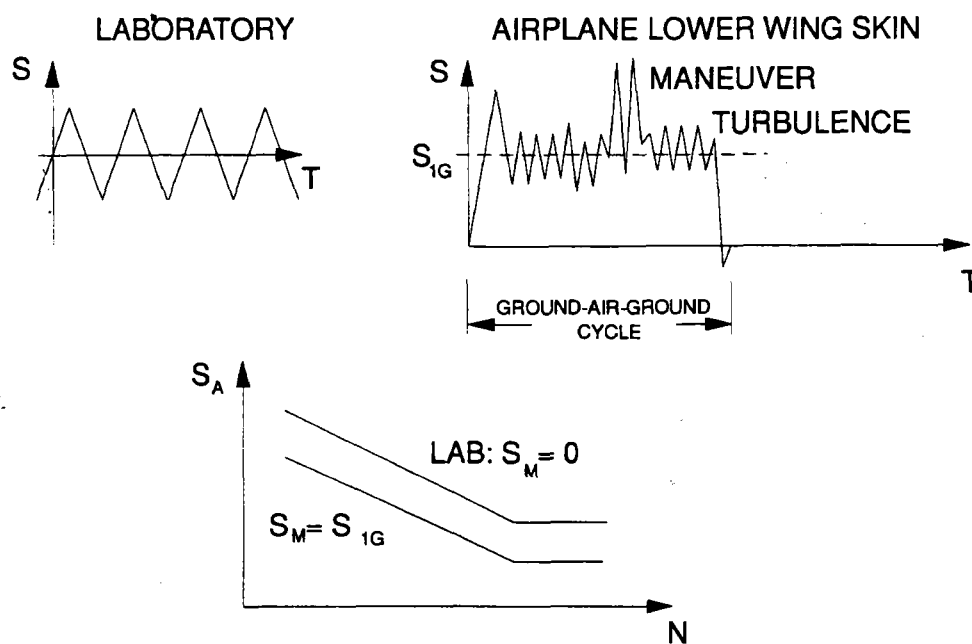 LABORATORY
S
T
AIRPLANE LOWER WING SKIN
S
MANEUVER
TURBULENCE
S1G
T
GROUND-AIR-GROUND
CYCLE
SA
LAB: SM= 0
SM= S1G
N